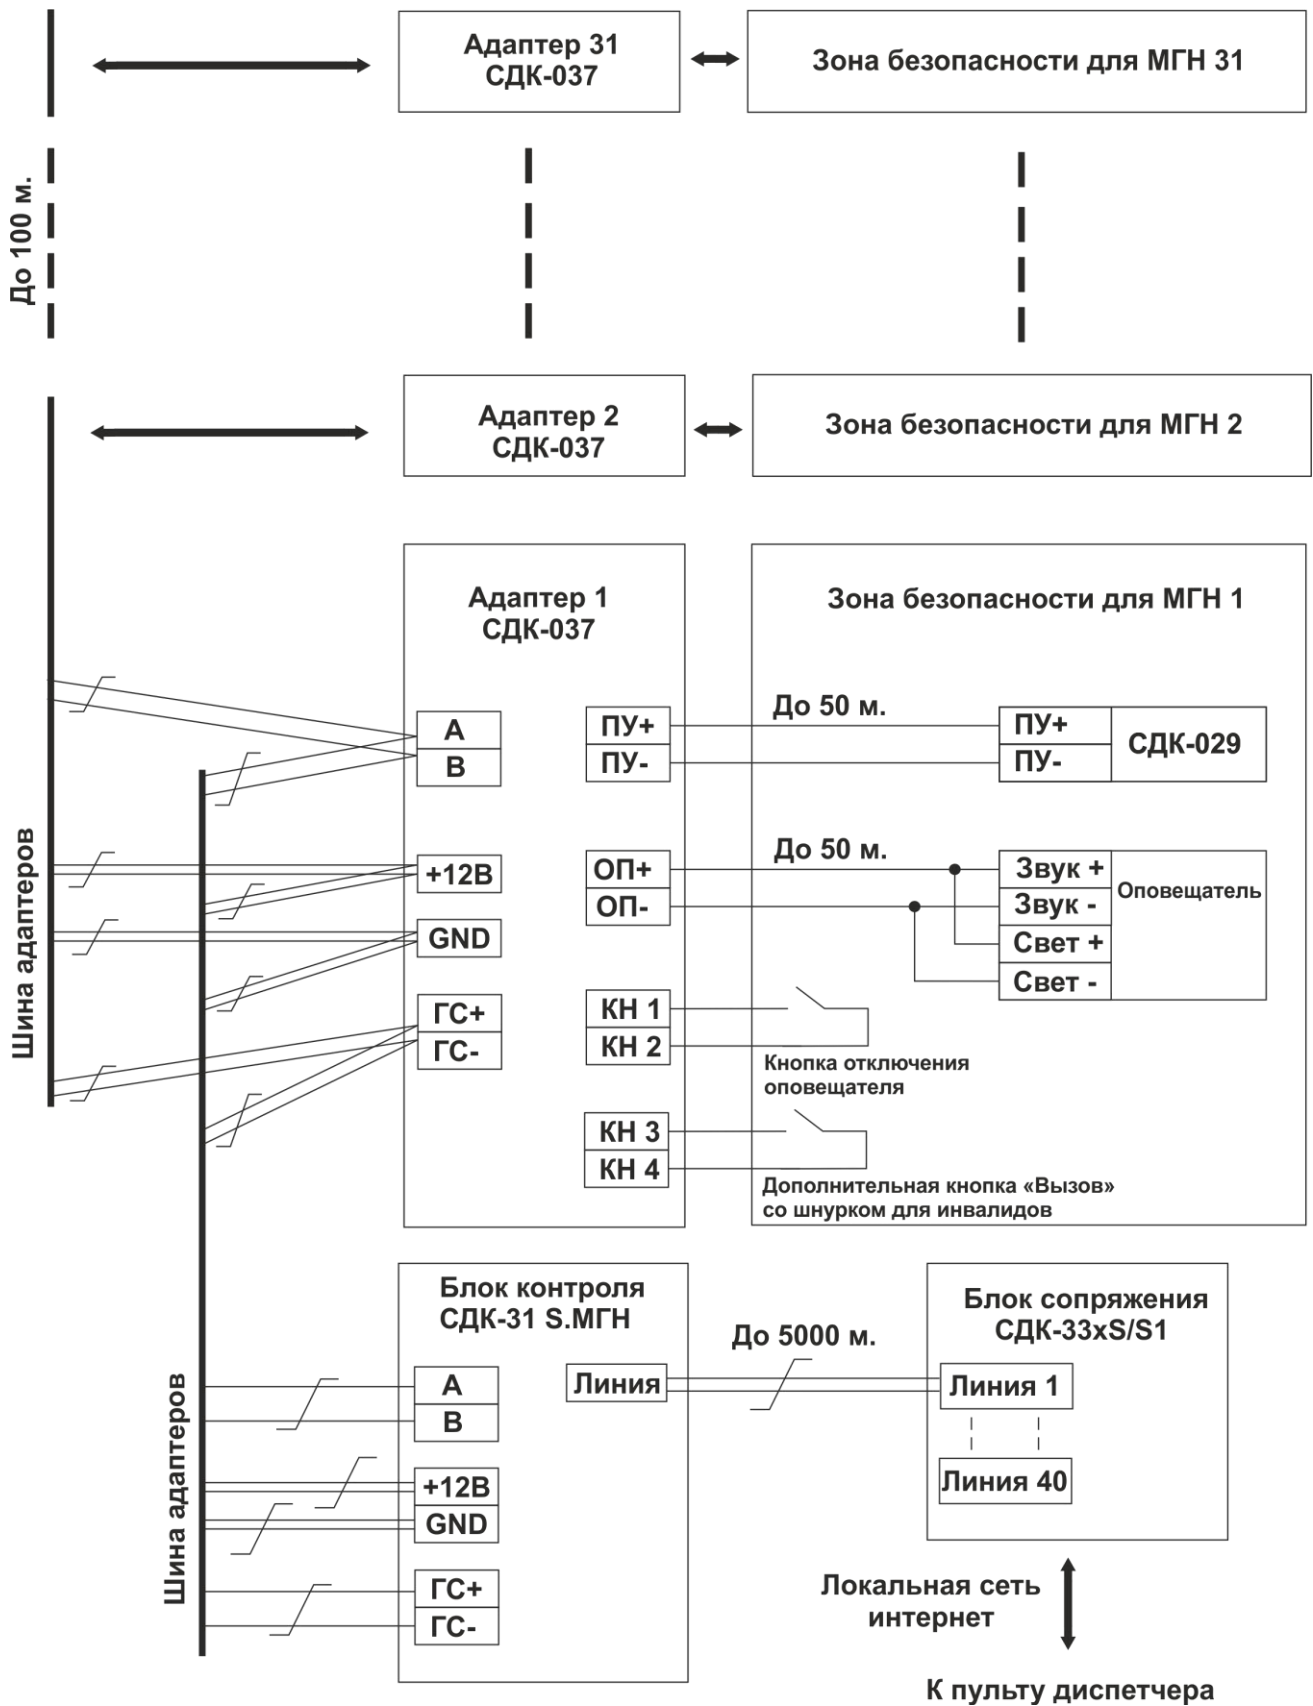 Адаптер 31
СДК-037
Зона безопасности для МГН 31
До 100 м.
Адаптер 2
СДК-037
Зона безопасности для МГН 2
Шина адаптеров
Адаптер 1
СДК-037
A
B
+12В
GND
ГС+
ГС-
ПУ+
ПУ-
ОП+
ОП-
КН 1
КН 2
КН 3
КН 4
Зона безопасности для МГН 1
До 50 м.
ПУ+
ПУ-
СДК-029
До 50 м.
Звук +
Звук -
Свет +
Свет -
Оповещатель
Кнопка отключения
оповещателя
Дополнительная кнопка «Вызов»
со шнурком для инвалидов
Шина адаптеров
Блок контроля
СДК-31 S.МГН
A
B
+12В
GND
ГС+
ГС-
Линия
До 5000 м.
Блок сопряжения
СДК-33xS/S1
Линия 1
Линия 40
Локальная сеть
интернет
К пульту диспетчера